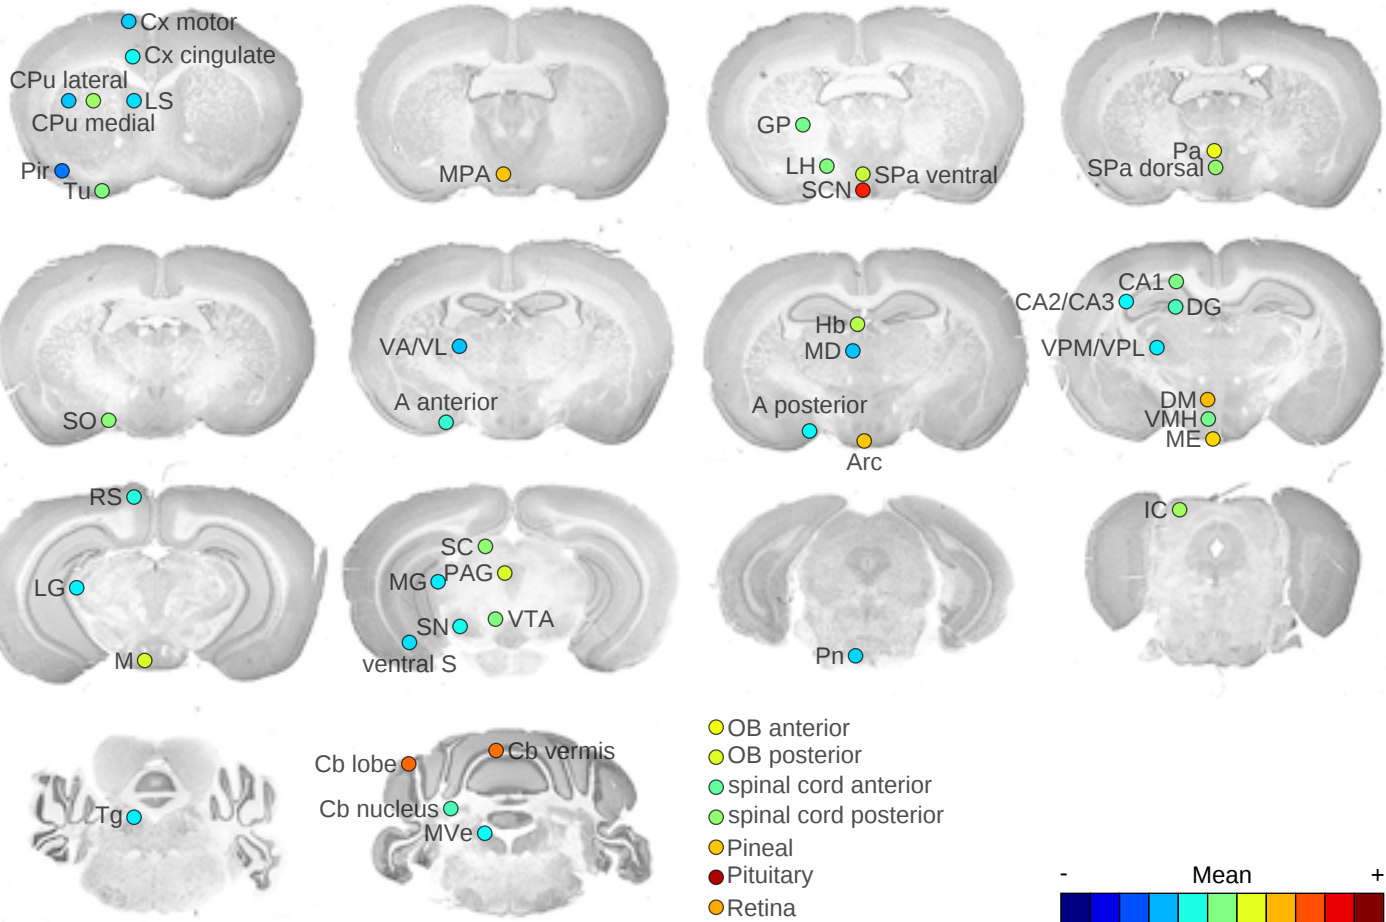 Cx motor
Cx cingulate
CPu lateral
LS
CPu medial
Pir
Tu
MPA
GP
LH
SPa ventral
SCN
Pa
SPa dorsal
SO
VA/VL
A anterior
Hb
MD
A posterior
Arc
CA1
CA2/CA3
DG
VPM/VPL
DM
VMH
ME
RS
LG
M
SC
MG
PAG
SN
VTA
ventral S
Pn
IC
Tg
Cb lobe
Cb vermis
Cb nucleus
MVe
OB anterior
OB posterior
spinal cord anterior
spinal cord posterior
Pineal
Pituitary
Retina
- Mean +